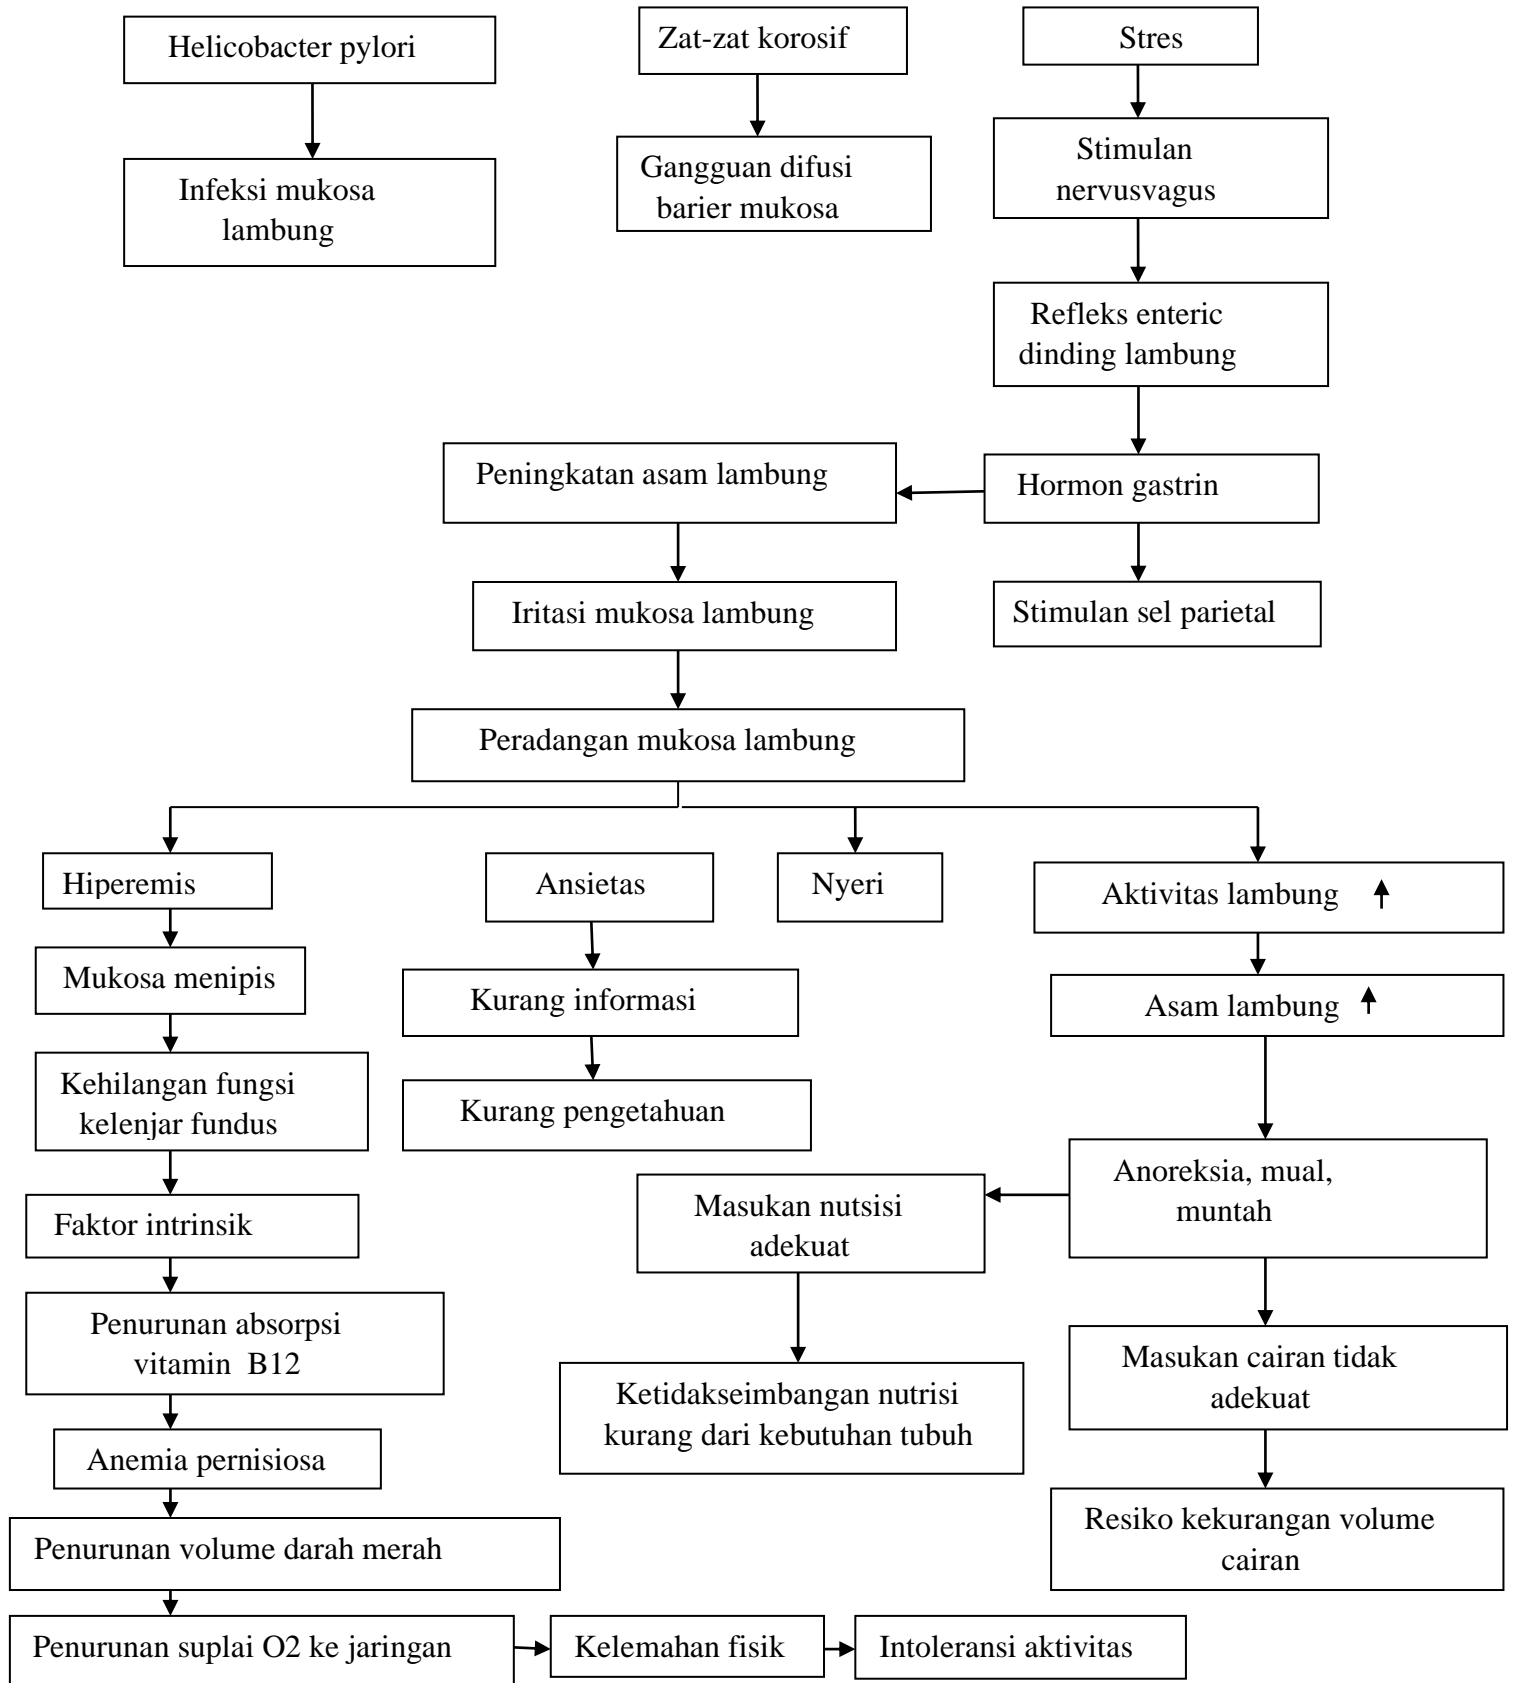 Helicobacter pylori
Zat-zat korosif
Stres
Infeksi mukosa
lambung
Gangguan difusi
barier mukosa
Stimulan
nervusvagus
Refleks enteric
dinding lambung
Peningkatan asam lambung
Hormon gastrin
Iritasi mukosa lambung
Stimulan sel parietal
Peradangan mukosa lambung
Hiperemis
Ansietas
Nyeri
Aktivitas lambung
Mukosa menipis
Kurang informasi
Asam lambung
Kehilangan fungsi
kelenjar fundus
Kurang pengetahuan
Anoreksia, mual,
muntah
Masukan nutsisi
adekuat
Faktor intrinsik
Penurunan absorpsi
vitamin  B12
Masukan cairan tidak
adekuat
Ketidakseimbangan nutrisi
kurang dari kebutuhan tubuh
Anemia pernisiosa
Resiko kekurangan volume
cairan
Penurunan volume darah merah
Penurunan suplai O2 ke jaringan
Kelemahan fisik
Intoleransi aktivitas